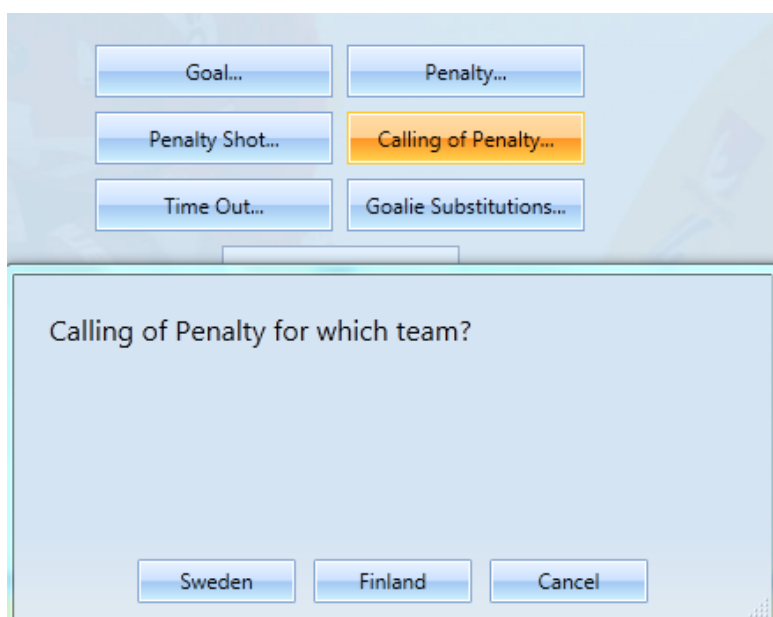 Goal... Penalty...
Penalty Shot... Calling of Penalty...
Time Out... Goalie Substitutions...
Calling of Penalty for which team?
Sweden Finland Cancel